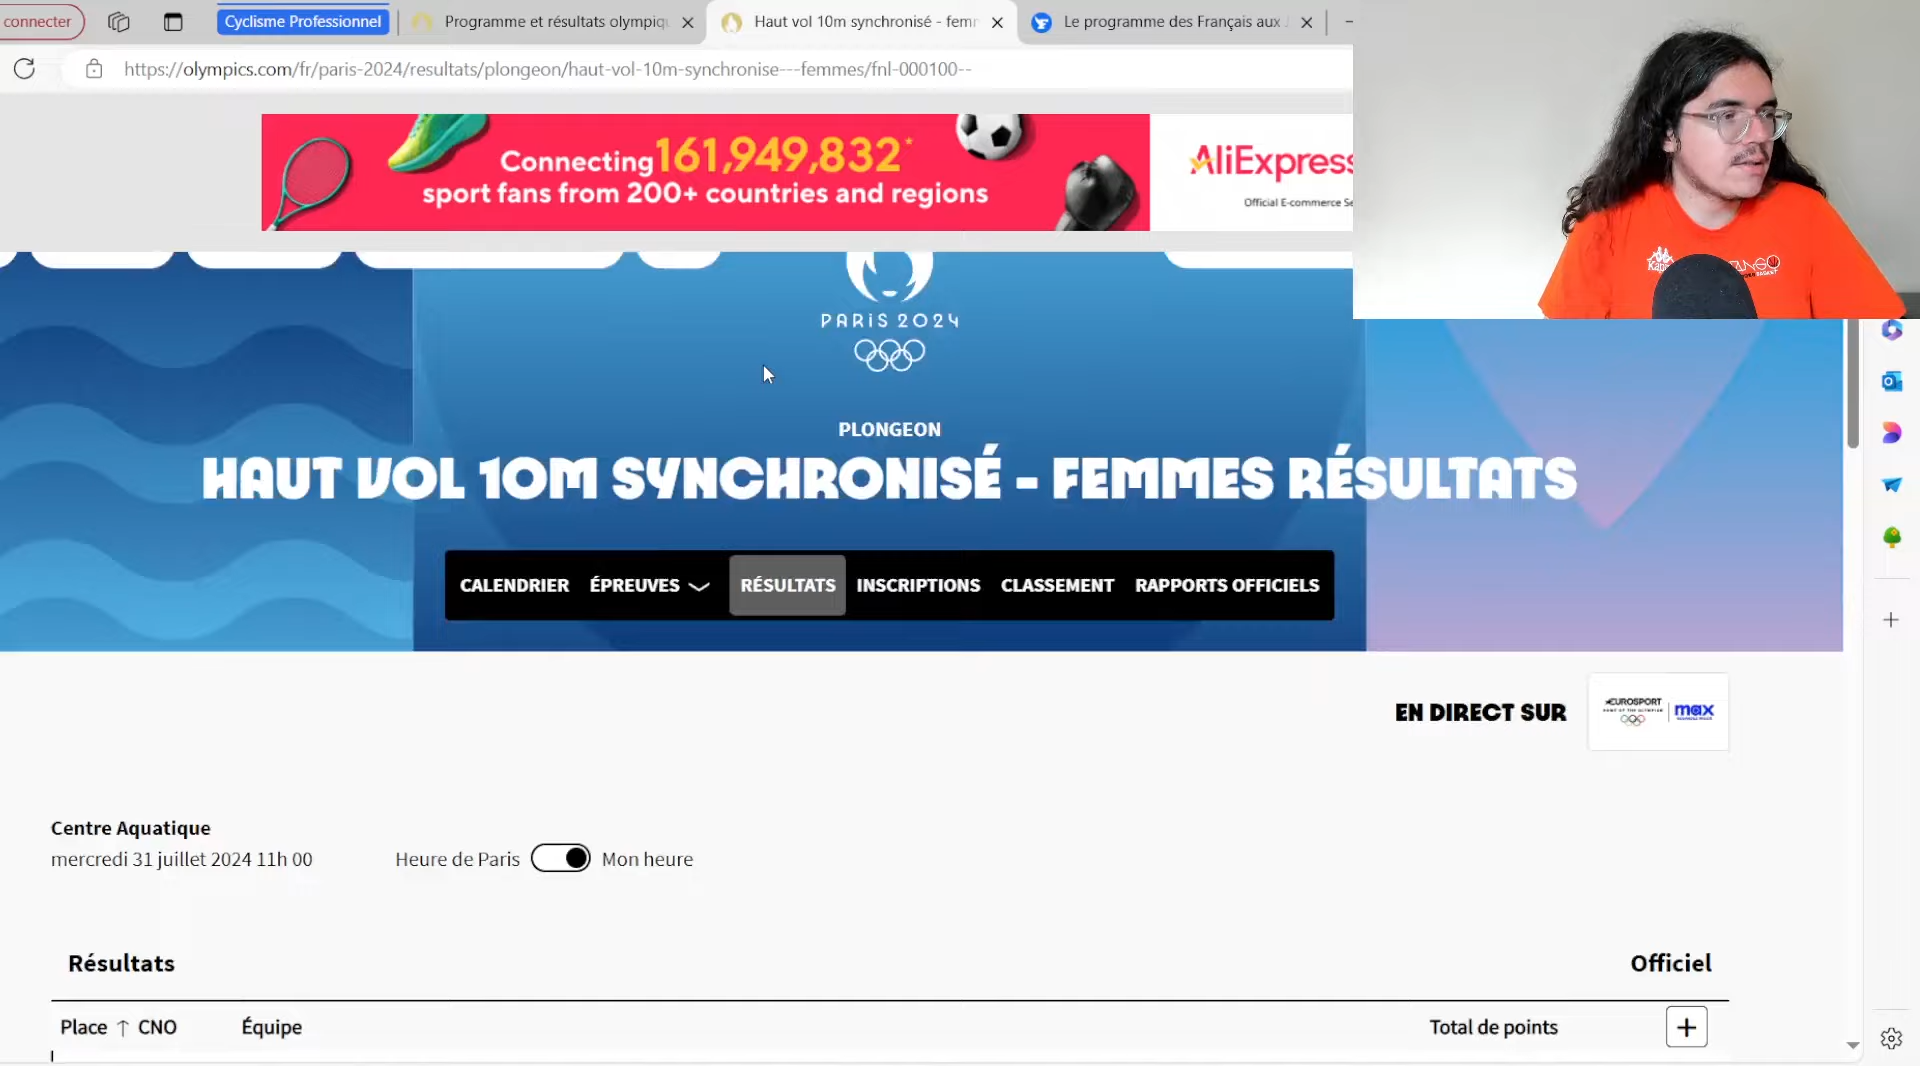 connecter
Cyclisme Professionnel
Programme et résultats olympiq
Haut vol 10m synchronisé - femm
Le programme des Français aux J
https://olympics.com/fr/paris-2024/resultats/plongeon/haut-vol-10m-synchronise---femmes/fnl-000100--
Connecting 161,949,832*
sport fans from 200+ countries and regions
AliExpress
Official E-commerce Se
Kappa
PARIS 2024
PLONGEON
HAUT VOL 10M SYNCHRONISÉ - FEMMES RÉSULTATS
CALENDRIER ÉPREUVES RÉSULTATS INSCRIPTIONS CLASSEMENT RAPPORTS OFFICIELS
EN DIRECT SUR
EUROSPORT
max
Centre Aquatique
mercredi 31 juillet 2024 11h 00
Heure de Paris
Mon heure
Résultats
Officiel
Place ↑ CNO
Équipe
Total de points